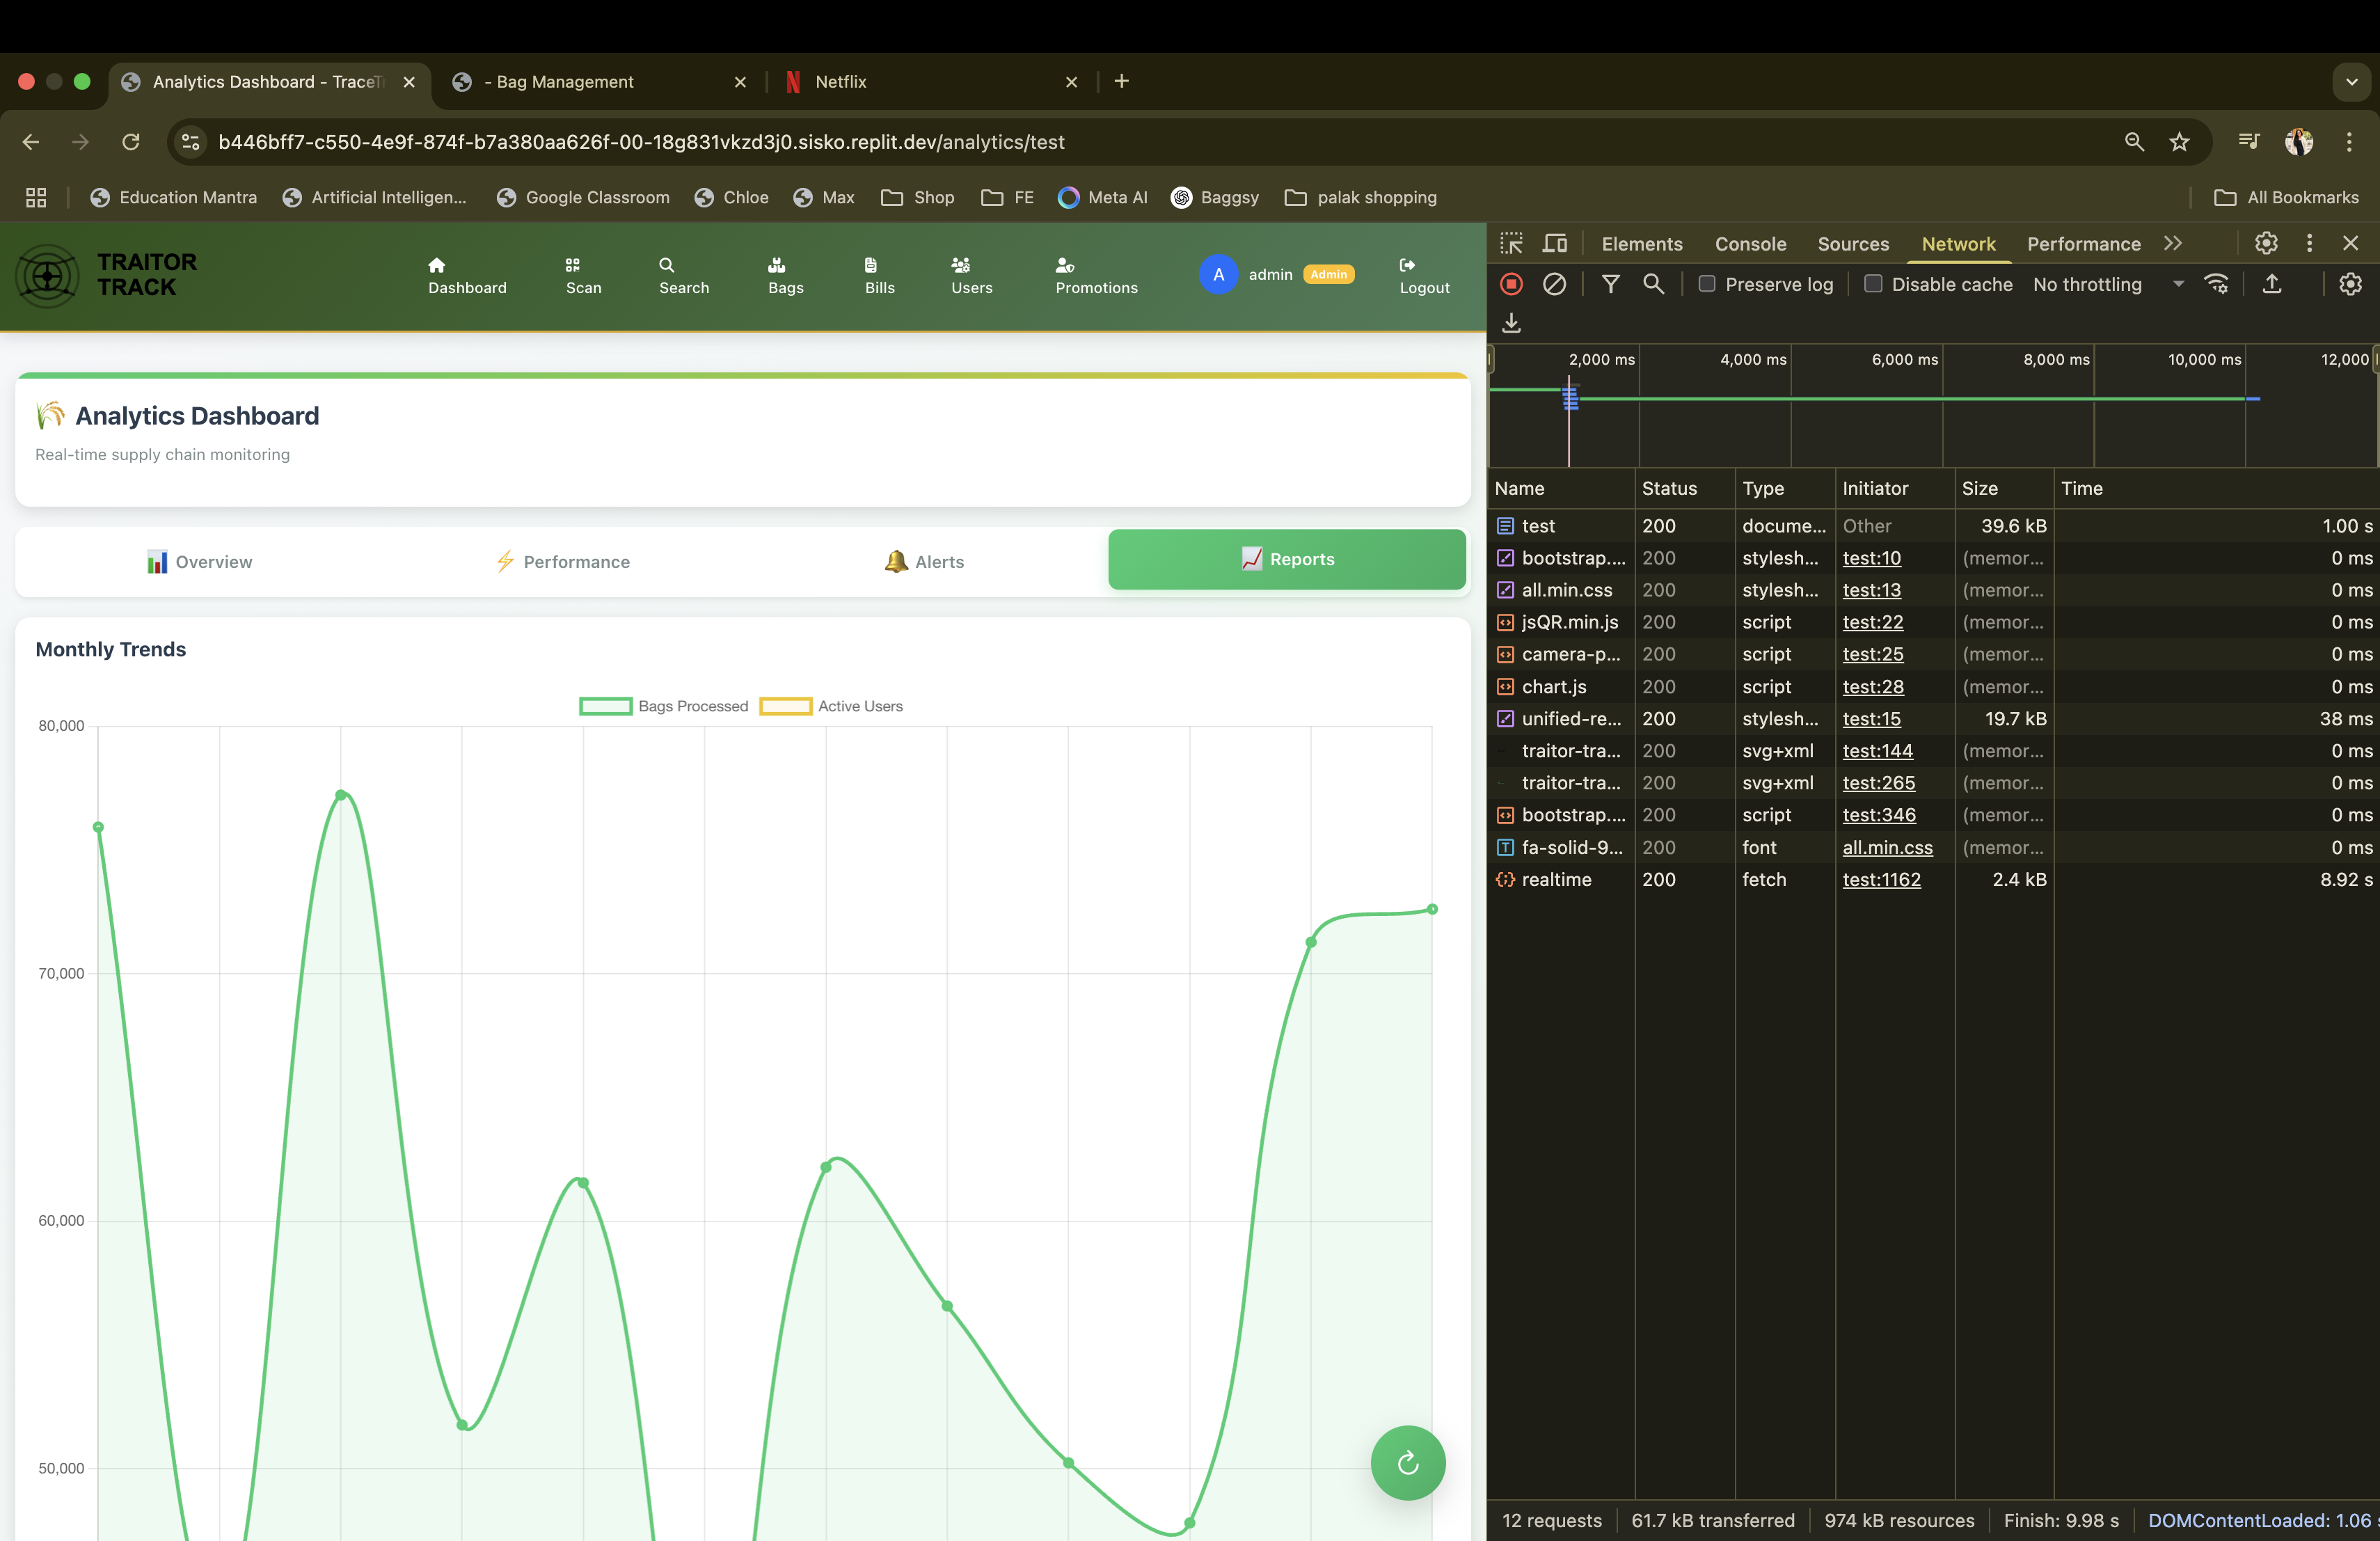 Analytics Dashboard - TraceT
- Bag Management
Netflix
b446bff7-c550-4e9f-874f-b7a380aa626f-00-18g831vkzd3j0.sisko.replit.dev/analytics/test
Education Mantra
Artificial Intelligen...
Google Classroom
Chloe
Max
Shop
FE
Meta AI
Baggsy
palak shopping
All Bookmarks
TRAITOR
TRACK
Dashboard
Scan
Search
Bags
Bills
Users
Promotions
A
admin
Admin
Logout
Analytics Dashboard
Real-time supply chain monitoring
Overview
Performance
Alerts
Reports
Monthly Trends
Bags Processed
Active Users
80,000
70,000
60,000
50,000
Elements Console Sources Network Performance
Preserve log Disable cache No throttling
2,000 ms 4,000 ms 6,000 ms 8,000 ms 10,000 ms 12,000
Name Status Type Initiator Size Time
test 200 docume... Other 39.6 kB 1.00 s
bootstrap.... 200 stylesh... test:10 (memor... 0 ms
all.min.css 200 stylesh... test:13 (memor... 0 ms
jsQR.min.js 200 script test:22 (memor... 0 ms
camera-p... 200 script test:25 (memor... 0 ms
chart.js 200 script test:28 (memor... 0 ms
unified-re... 200 stylesh... test:15 19.7 kB 38 ms
traitor-tra... 200 svg+xml test:144 (memor... 0 ms
traitor-tra... 200 svg+xml test:265 (memor... 0 ms
bootstrap.... 200 script test:346 (memor... 0 ms
fa-solid-9... 200 font all.min.css (memor... 0 ms
realtime 200 fetch test:1162 2.4 kB 8.92 s
12 requests 61.7 kB transferred 974 kB resources Finish: 9.98 s DOMContentLoaded: 1.06 s